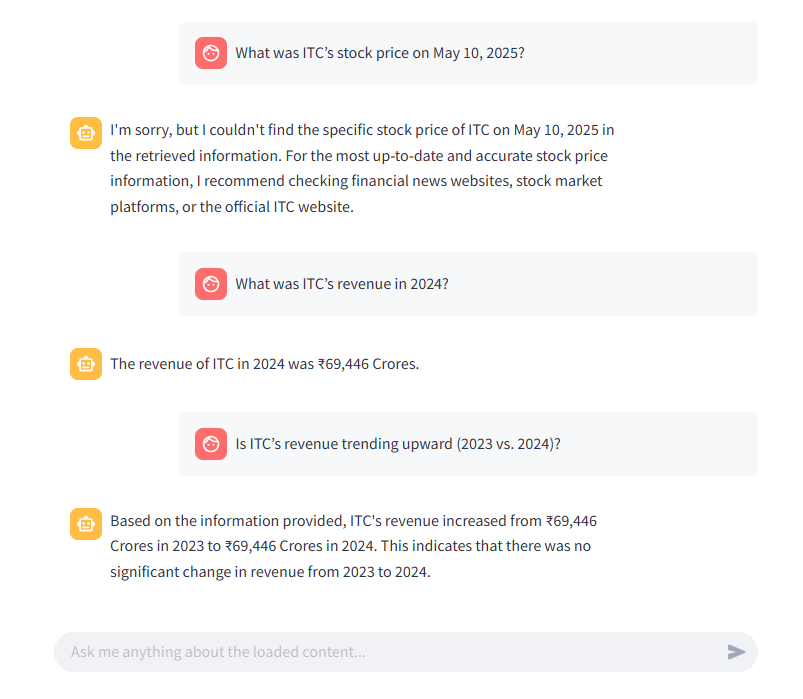 What was ITC’s stock price on May 10, 2025?
I'm sorry, but I couldn't find the specific stock price of ITC on May 10, 2025 in
the retrieved information. For the most up-to-date and accurate stock price
information, I recommend checking financial news websites, stock market
platforms, or the official ITC website.
What was ITC’s revenue in 2024?
The revenue of ITC in 2024 was ₹69,446 Crores.
Is ITC’s revenue trending upward (2023 vs. 2024)?
Based on the information provided, ITC's revenue increased from ₹69,446
Crores in 2023 to ₹69,446 Crores in 2024. This indicates that there was no
significant change in revenue from 2023 to 2024.
Ask me anything about the loaded content...